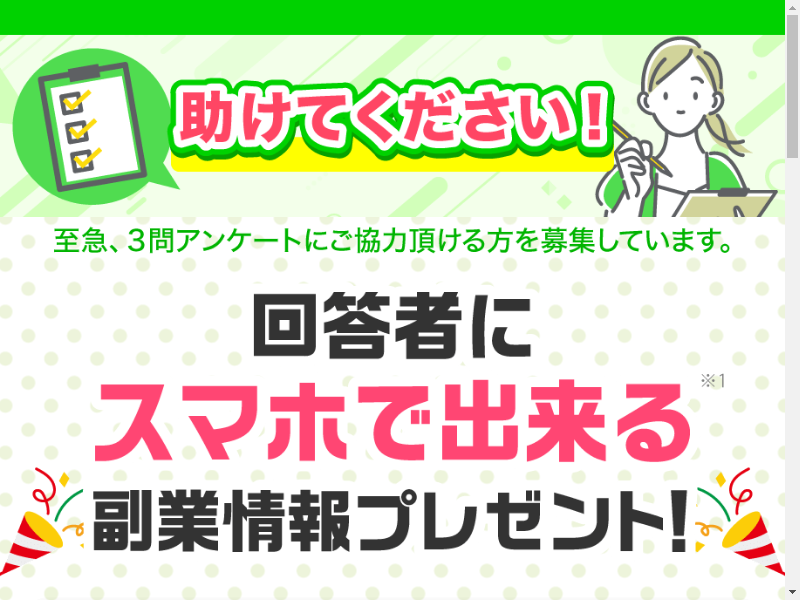 助けてください!
至急、3問アンケートにご協力頂ける方を募集しています。
回答者に
スマホで出来る
※1
副業情報プレゼント!